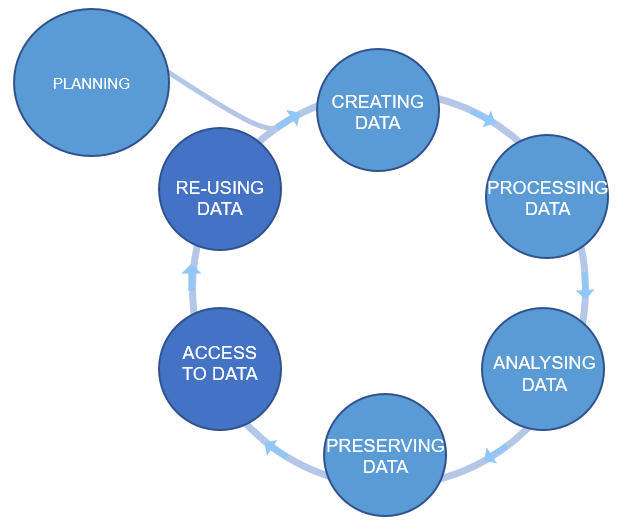 PLANNING
CREATING
DATA
PROCESSING
DATA
ANALYSING
DATA
PRESERVING
DATA
ACCESS
TO DATA
RE-USING
DATA